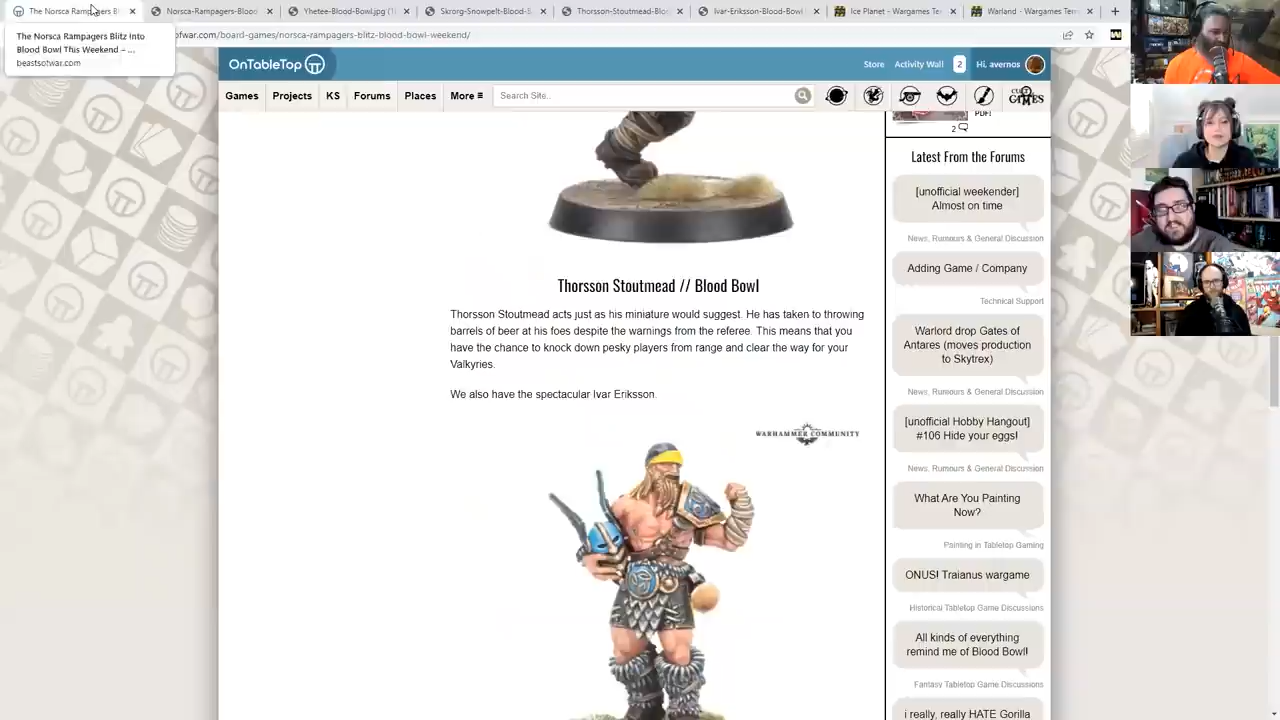 The Norsca Rampagers B
Norsca-Rampagers-Blood
Yhetee-Blood-Bowl.jpg (1
Skzorg-Snowpelt-Blood-B
Thorsson-Stoutmead-Bloo
Ivar-Eriksson-Blood-Bowl
Ice Planet - Wargames Te
Warland - Wargames Ter
The Norsca Rampagers Blitz Into
Blood Bowl This Weekend – ...
beastsofwar.com
ofwar.com/board-games/norsca-rampagers-blitz-blood-bowl-weekend/
OnTableTop
Store
Activity Wall
2
Hi, avernos
Games
Projects
KS
Forums
Places
More
Search Site..
GAMES
PDF!
2
Latest From the Forums
[unofficial weekender]
Almost on time
News, Rumours & General Discussion
Adding Game / Company
Technical Support
Warlord drop Gates of
Antares (moves production
to Skytrex)
News, Rumours & General Discussion
[unofficial Hobby Hangout]
#106 Hide your eggs!
News, Rumours & General Discussion
What Are You Painting
Now?
Painting in Tabletop Gaming
ONUS! Traianus wargame
Historical Tabletop Game Discussions
All kinds of everything
remind me of Blood Bowl!
Fantasy Tabletop Game Discussions
i really, really HATE Gorilla
Thorsson Stoutmead // Blood Bowl
Thorsson Stoutmead acts just as his miniature would suggest. He has taken to throwing
barrels of beer at his foes despite the warnings from the referee. This means that you
have the chance to knock down pesky players from range and clear the way for your
Valkyries.
We also have the spectacular Ivar Eriksson.
WARHAMMER COMMUNITY